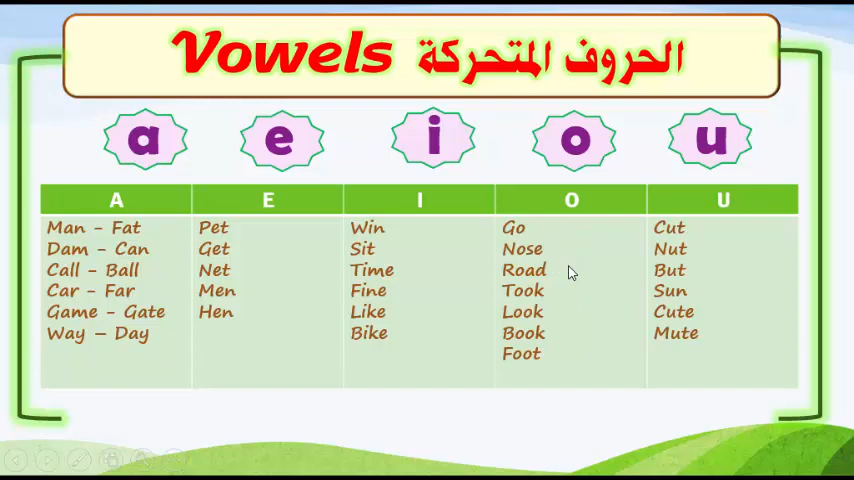 Vowels الحروف المتحركة
a e i o u
A E I O U
Man - Fat Pet Win Go Cut
Dam - Can Get Sit Nose Nut
Call - Ball Net Time Road But
Car - Far Men Fine Took Sun
Game - Gate Hen Like Look Cute
Way – Day Bike Book Mute
Foot